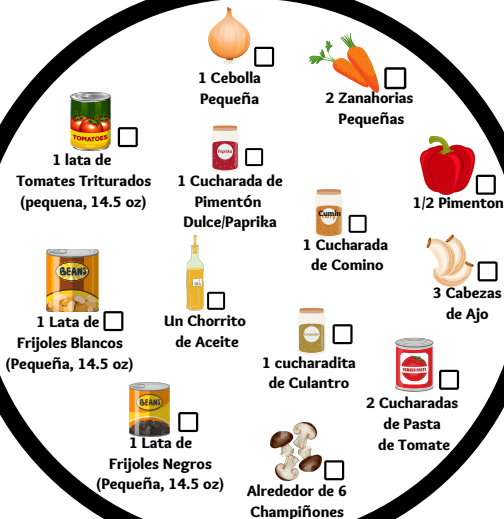 1 Cebolla
Pequeña
2 Zanahorias
Pequeñas
TOMATOES
1 lata de
Tomates Triturados
(pequena, 14.5 oz)
Paprika
1 Cucharada de
Pimentón
Dulce/Paprika
1/2 Pimenton
Cumin
1 Cucharada
de Comino
3 Cabezas
de Ajo
BEANS
1 Lata de
Frijoles Blancos
(Pequeña, 14.5 oz)
Un Chorrito
de Aceite
1 cucharadita
de Culantro
TOMATO PASTE
2 Cucharadas
de Pasta
de Tomate
BEANS
1 Lata de
Frijoles Negros
(Pequeña, 14.5 oz)
Alrededor de 6
Champiñones